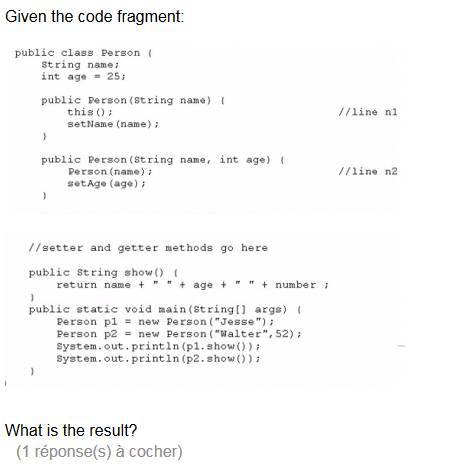 Given the code fragment:
public class Person {
String name;
int age = 25;
public Person(String name) {
this(); //line n1
setName(name);
}
public Person(String name, int age) {
Person(name); //line n2
setAge(age);
}
//setter and getter methods go here
public String show() {
return name + " " + age + " " + number ;
}
public static void main(String[] args) {
Person p1 = new Person("Jesse");
Person p2 = new Person("Walter",52);
System.out.println(p1.show());
System.out.println(p2.show());
}
What is the result?
(1 réponse(s) à cocher)